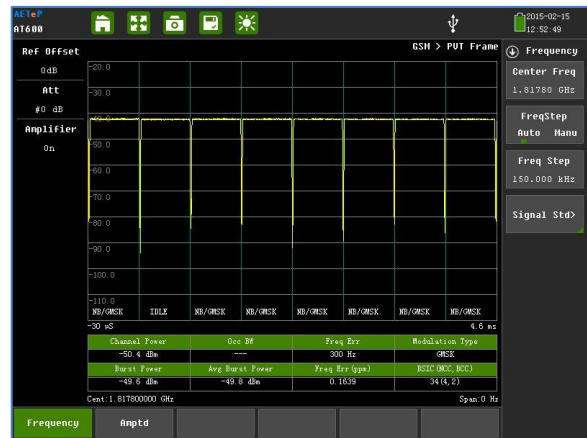 AETeP
AT600
2015-02-15
12:52:49
Ref Offset
0dB
Att
#0 dB
Amplifier
On
GSM > PVT Frame
-20.0
-30.0
-50.0
-60.0
-70.0
-80.0
-90.0
-100.0
-110.0
NB/GMSK IDLE NB/GMSK NB/GMSK NB/GMSK NB/GMSK NB/GMSK NB/GMSK
-30 µS 4.6 ms
Channel Power Occ BW Freq Err Modulation Type
-50.4 dBm --- 300 Hz GMSK
Burst Power Avg Burst Power Freq Err(ppm) BSIC(NCC, BCC)
-49.6 dBm -49.8 dBm 0.1639 34(4, 2)
Cent:1.817800000 GHz Span:0 Hz
Frequency
Center Freq
1.81780 GHz
FreqStep
Auto Manu
Freq Step
150.000 kHz
Signal Std>
Frequency Amptd